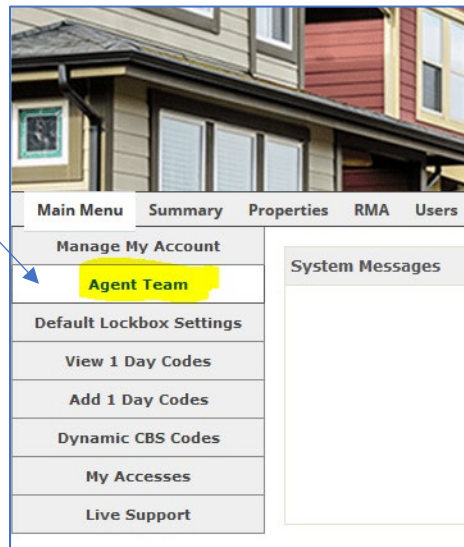 Main Menu Summary Properties RMA Users
Manage My Account
Agent Team
Default Lockbox Settings
View 1 Day Codes
Add 1 Day Codes
Dynamic CBS Codes
My Accesses
Live Support
System Messages